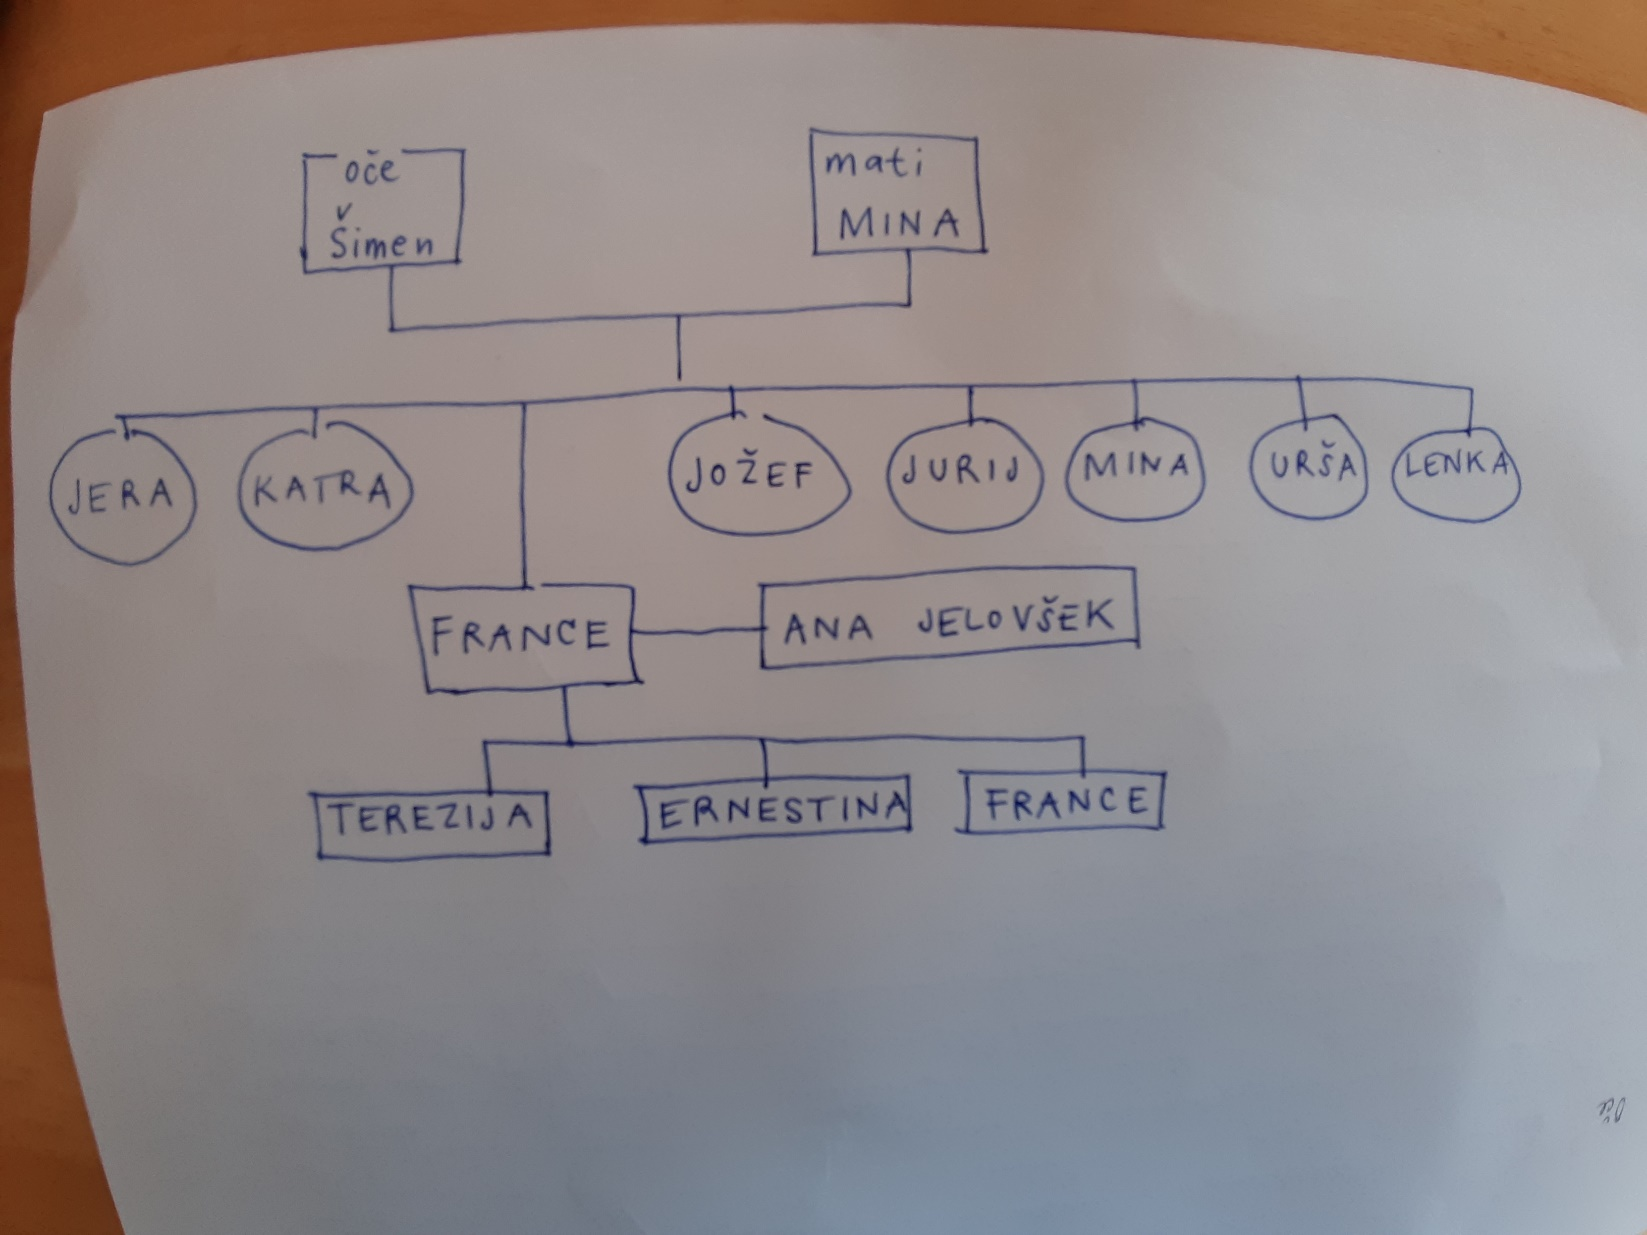 oče
Šimen
mati
MINA
JERA
KATRA
JOŽEF
JURIJ
MINA
URŠA
LENKA
FRANCE
ANA JELOVŠEK
TEREZIJA
ERNESTINA
FRANCE